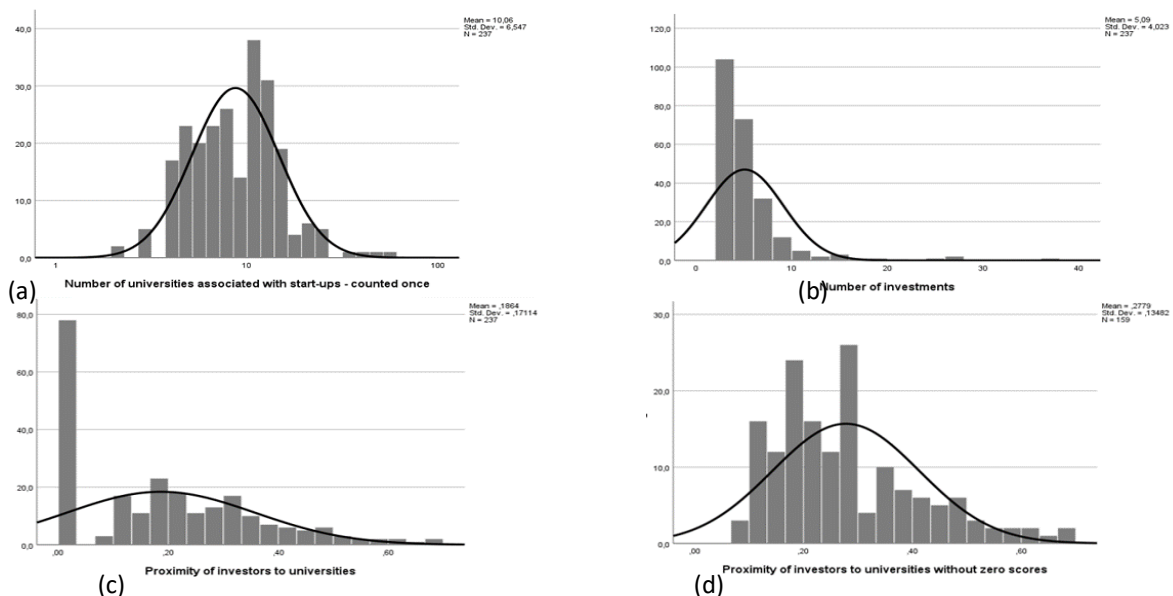 Mean = 10,06
Std. Dev. = 6,547
N = 237
40,0
30,0
20,0
10,0
,0
1
10
100
(a)
Number of universities associated with start-ups - counted once
Mean = 5,09
Std. Dev. = 4,023
N = 237
120,0
100,0
80,0
60,0
40,0
20,0
,0
0
10
20
30
40
(b)
Number of investments
Mean = ,1864
Std. Dev. = ,17114
N = 237
80,0
60,0
40,0
20,0
,0
,00
,20
,40
,60
Proximity of investors to universities
(c)
Mean = ,2779
Std. Dev. = ,13482
N = 159
30,0
20,0
10,0
,0
,00
,20
,40
,60
Proximity of investors to universities without zero scores
(d)